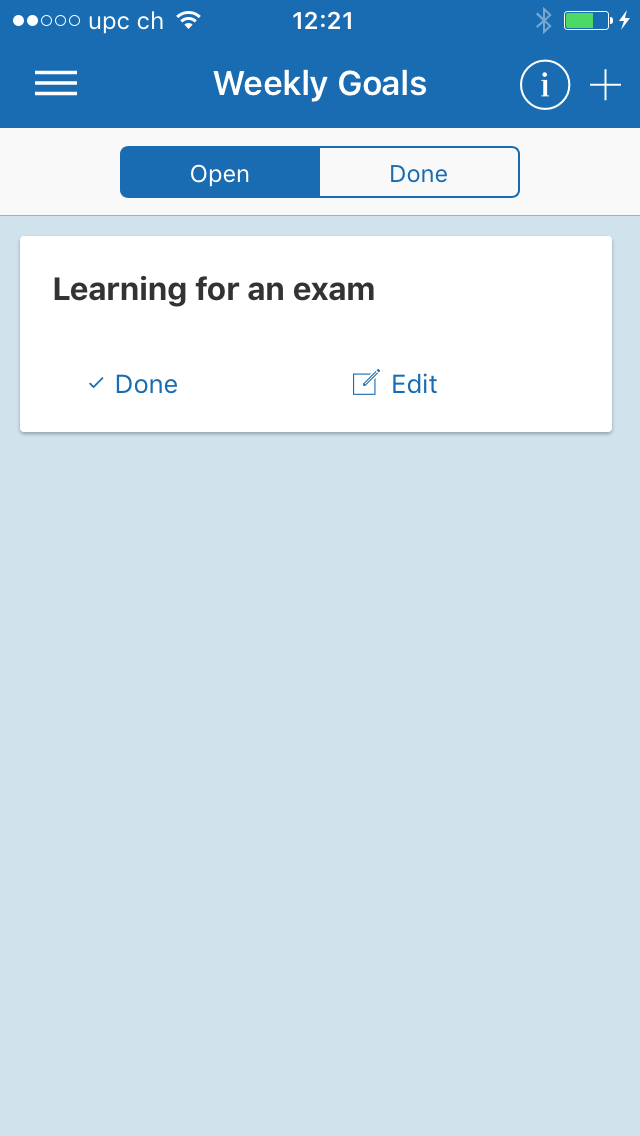 upc ch 12:21
Weekly Goals i
Open Done
Learning for an exam
Done Edit